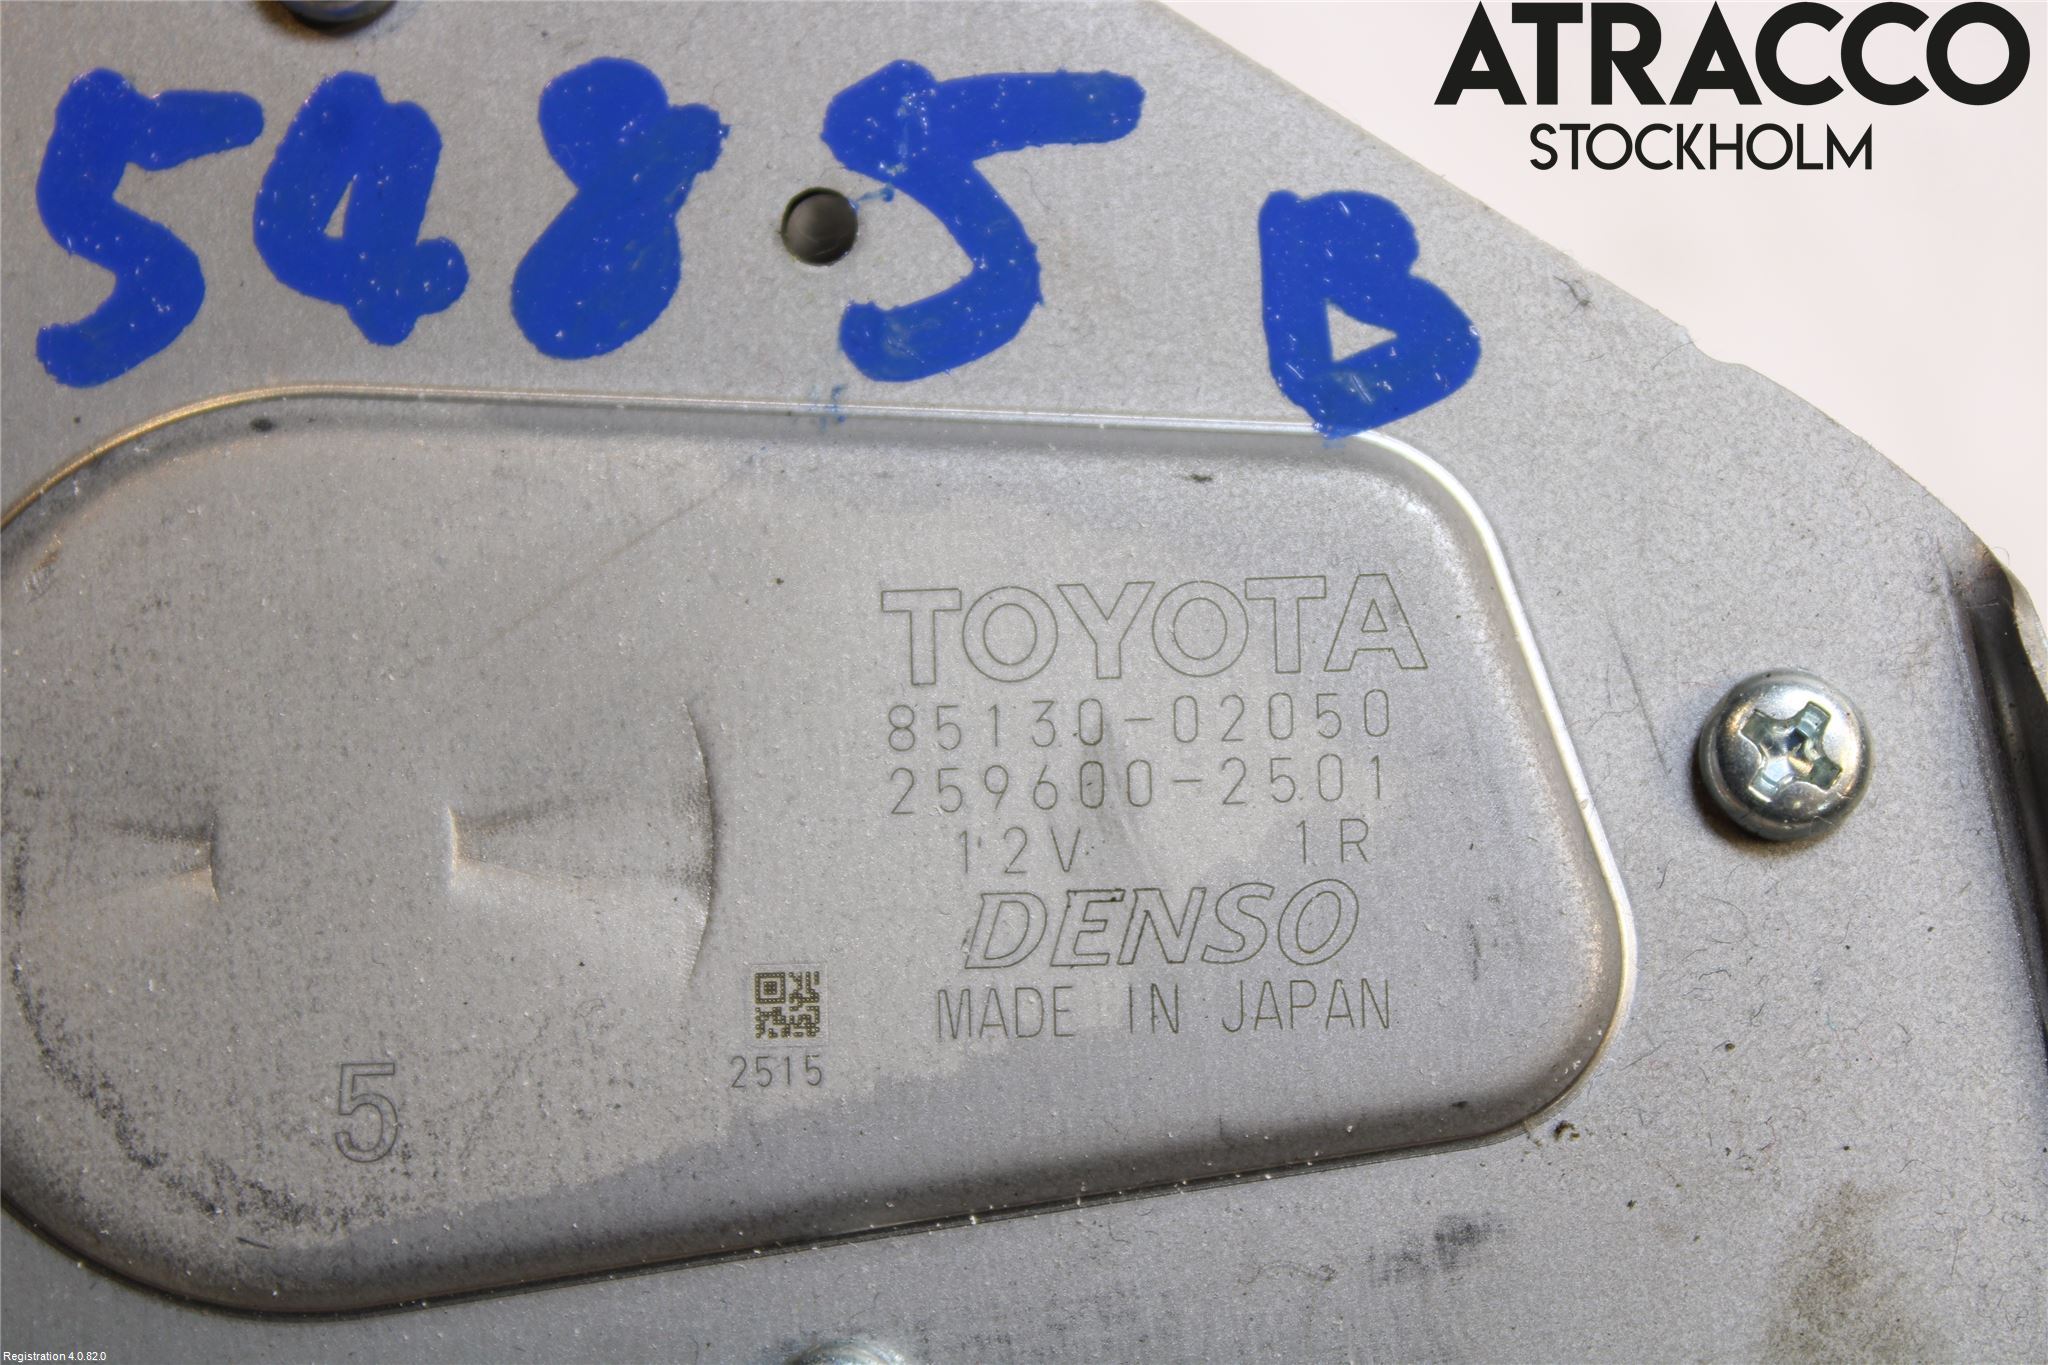 ATRACCO
STOCKHOLM
5485 B
TOYOTA
85130-02050
259600-2501
12V 1R
DENSO
MADE IN JAPAN
2515
5
Registration 4.0.82.0